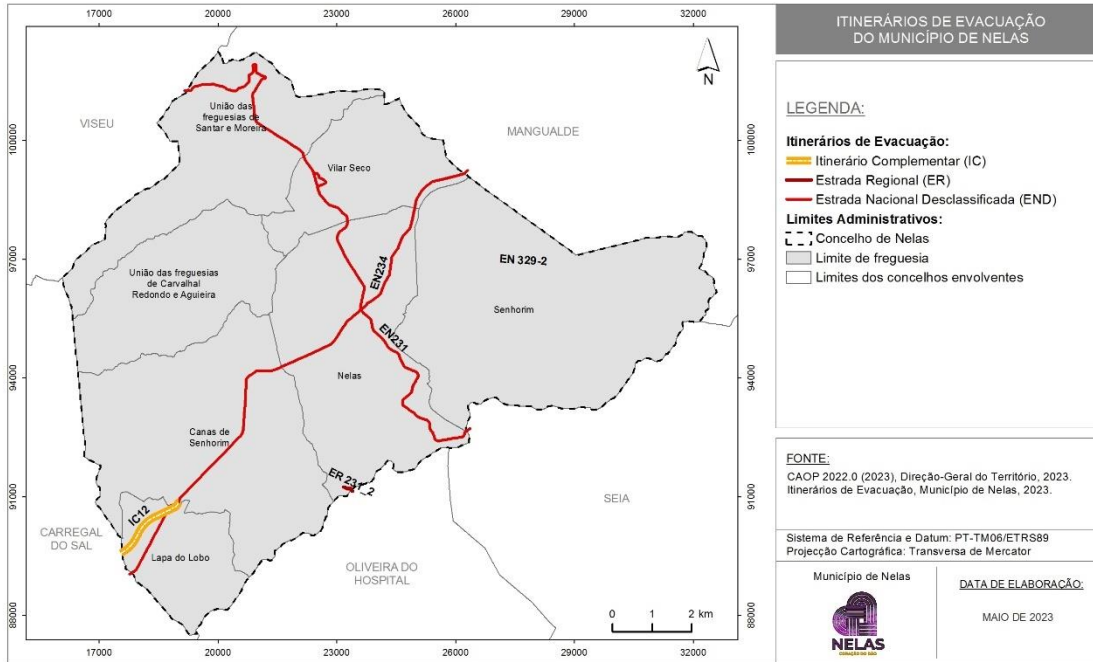 17000 20000 23000 26000 29000 32000
ITINERÁRIOS DE EVACUAÇÃO
DO MUNICÍPIO DE NELAS
N
VISEU
MANGUALDE
União das
freguesias de
Santar e Moreira
Vilar Seco
100000
100000
97000
97000
EN 329-2
EN234
União das freguesias
de Carvalhal
Redondo e Aguieira
Senhorim
EN231
94000
94000
Nelas
Canas de
Senhorim
ER 231_2
91000
91000
IC12
SEIA
CARREGAL
DO SAL
Lapa do Lobo
OLIVEIRA DO
HOSPITAL
88000
88000
0 1 2 km
17000 20000 23000 26000 29000 32000
LEGENDA:
Itinerários de Evacuação:
Itinerário Complementar (IC)
Estrada Regional (ER)
Estrada Nacional Desclassificada (END)
Limites Administrativos:
Concelho de Nelas
Limite de freguesia
Limites dos concelhos envolventes
FONTE:
CAOP 2022.0 (2023), Direção-Geral do Território, 2023.
Itinerários de Evacuação, Município de Nelas, 2023.
Sistema de Referência e Datum: PT-TM06/ETRS89
Projecção Cartográfica: Transversa de Mercator
Município de Nelas
NELAS
CORAÇÃO DO DÃO
DATA DE ELABORAÇÃO:
MAIO DE 2023